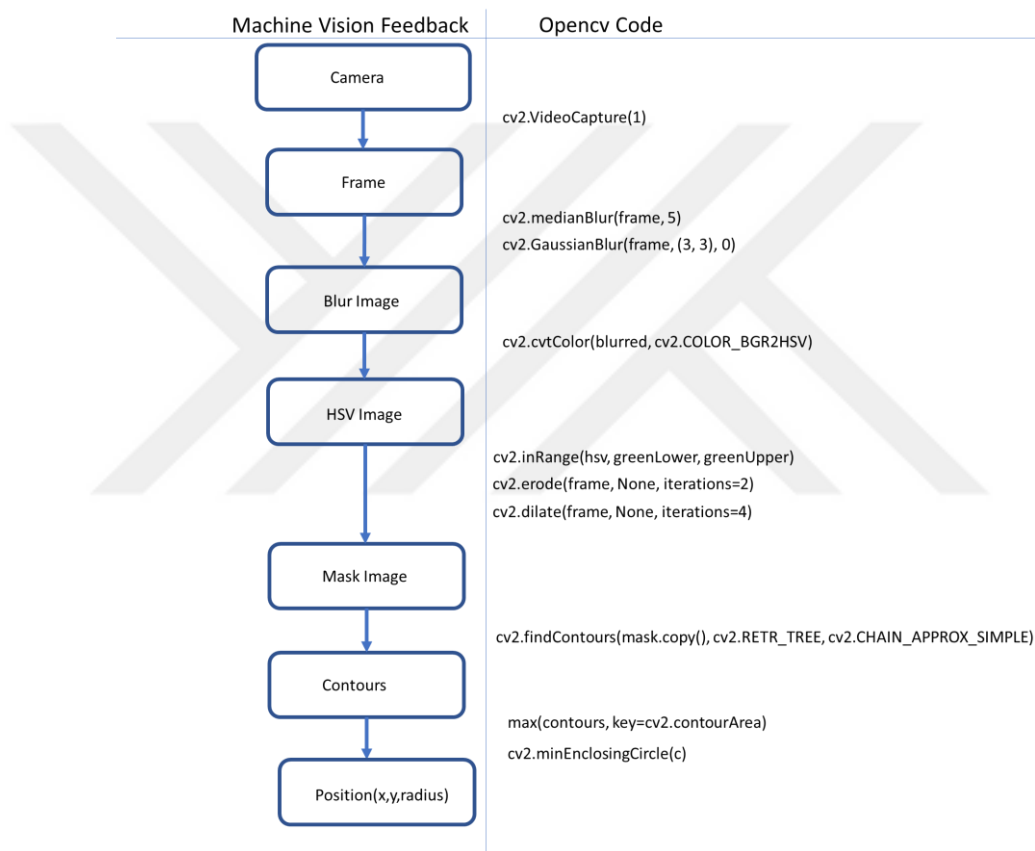 Machine Vision Feedback
Opencv Code
Camera
cv2.VideoCapture(1)
Frame
cv2.medianBlur(frame, 5)
cv2.GaussianBlur(frame, (3, 3), 0)
Blur Image
cv2.cvtColor(blurred, cv2.COLOR_BGR2HSV)
HSV Image
cv2.inRange(hsv, greenLower, greenUpper)
cv2.erode(frame, None, iterations=2)
cv2.dilate(frame, None, iterations=4)
Mask Image
cv2.findContours(mask.copy(), cv2.RETR_TREE, cv2.CHAIN_APPROX_SIMPLE)
Contours
max(contours, key=cv2.contourArea)
cv2.minEnclosingCircle(c)
Position(x,y,radius)